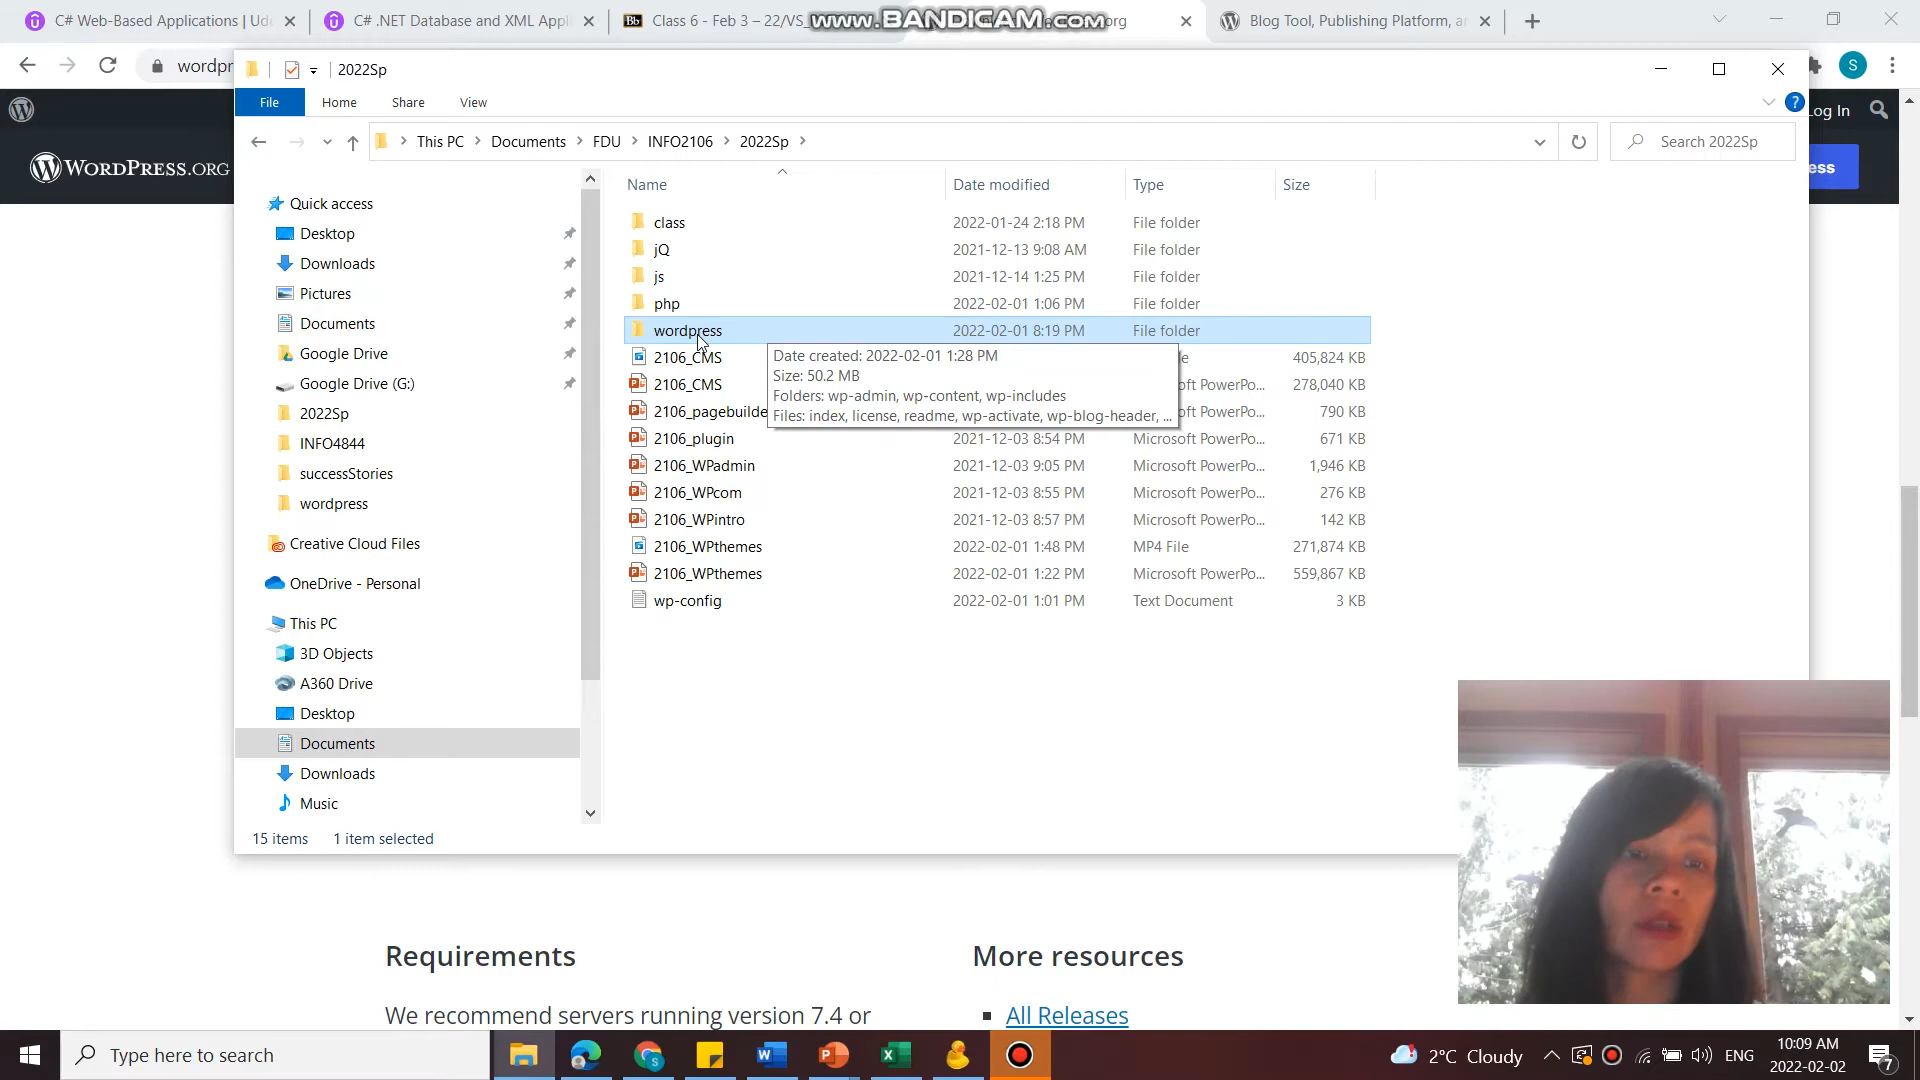 C# Web-Based Applications | Ud
C# .NET Database and XML Appl
Bb Class 6 - Feb 3 – 22/VS_
www.BANDICAM.com
Blog Tool, Publishing Platform, a
wordpr
S
2022Sp
File Home Share View
Log In
This PC > Documents > FDU > INFO2106 > 2022Sp >
Search 2022Sp
WORDPRESS.ORG
ess
Name Date modified Type Size
Quick access
Desktop
Downloads
Pictures
Documents
Google Drive
Google Drive (G:)
2022Sp
INFO4844
successStories
wordpress
Creative Cloud Files
OneDrive - Personal
This PC
3D Objects
A360 Drive
Desktop
Documents
Downloads
Music
class 2022-01-24 2:18 PM File folder
jQ 2021-12-13 9:08 AM File folder
js 2021-12-14 1:25 PM File folder
php 2022-02-01 1:06 PM File folder
wordpress 2022-02-01 8:19 PM File folder
2106_CMS e 405,824 KB
2106_CMS oft PowerPo... 278,040 KB
2106_pagebuilde oft PowerPo... 790 KB
Date created: 2022-02-01 1:28 PM
Size: 50.2 MB
Folders: wp-admin, wp-content, wp-includes
Files: index, license, readme, wp-activate, wp-blog-header, ...
2106_plugin 2021-12-03 8:54 PM Microsoft PowerPo... 671 KB
2106_WPadmin 2021-12-03 9:05 PM Microsoft PowerPo... 1,946 KB
2106_WPcom 2021-12-03 8:55 PM Microsoft PowerPo... 276 KB
2106_WPintro 2021-12-03 8:57 PM Microsoft PowerPo... 142 KB
2106_WPthemes 2022-02-01 1:48 PM MP4 File 271,874 KB
2106_WPthemes 2022-02-01 1:22 PM Microsoft PowerPo... 559,867 KB
wp-config 2022-02-01 1:01 PM Text Document 3 KB
15 items 1 item selected
Requirements
We recommend servers running version 7.4 or
More resources
All Releases
Type here to search
2°C Cloudy
ENG
10:09 AM
2022-02-02
7